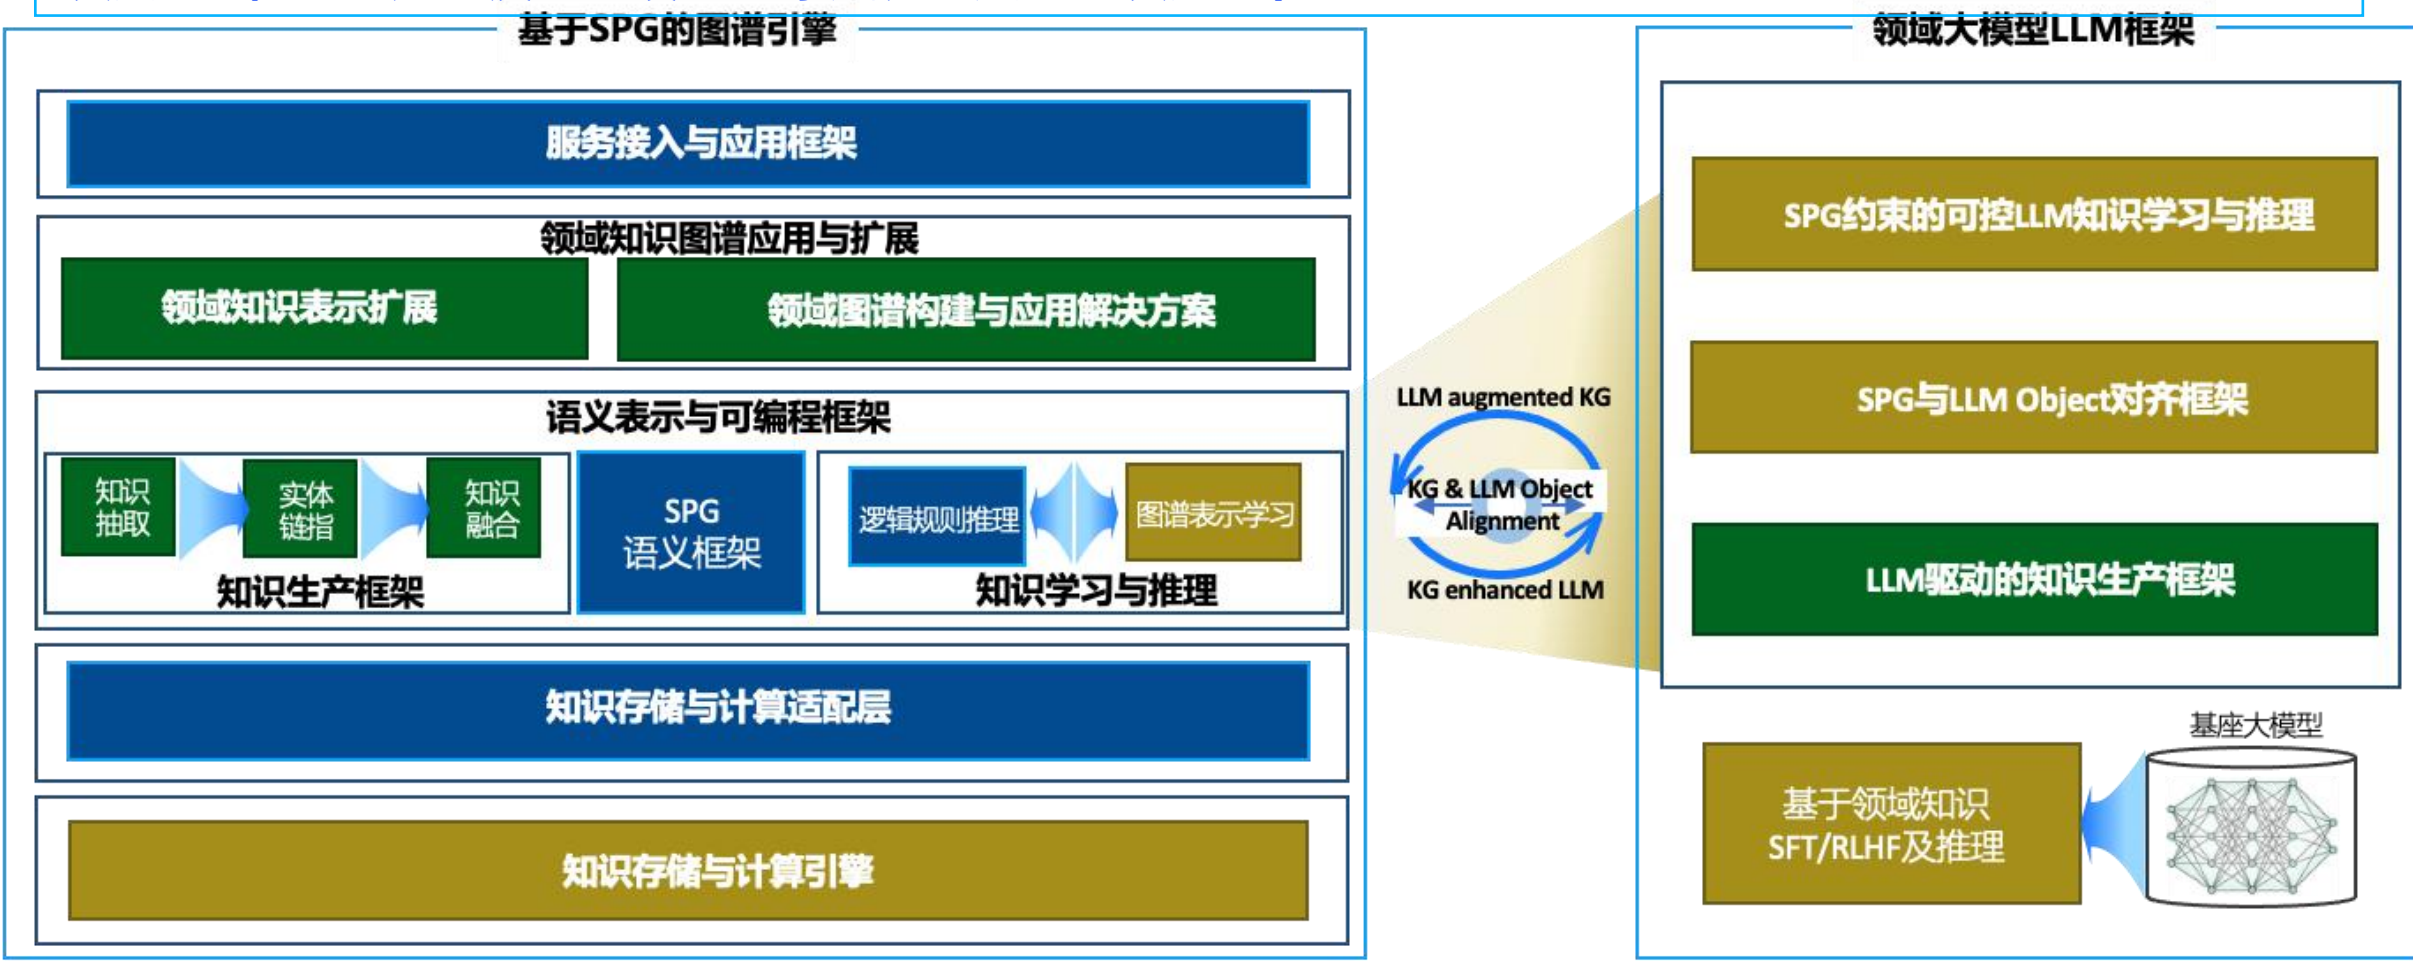 基于SPG的图谱引擎
服务接入与应用框架
领域知识图谱应用与扩展
领域知识表示扩展
领域图谱构建与应用解决方案
语义表示与可编程框架
知识
抽取
实体
链指
知识
融合
知识生产框架
SPG
语义框架
逻辑规则推理
图谱表示学习
知识学习与推理
知识存储与计算适配层
知识存储与计算引擎
LLM augmented KG
KG & LLM Object
Alignment
KG enhanced LLM
领域大模型LLM框架
SPG约束的可控LLM知识学习与推理
SPG与LLM Object对齐框架
LLM驱动的知识生产框架
基于领域知识
SFT/RLHF及推理
基座大模型